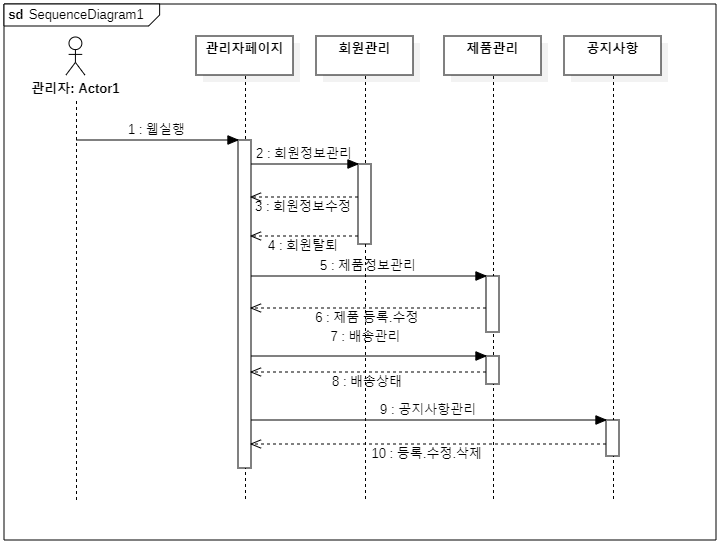 sd SequenceDiagram1
관리자: Actor1
관리자페이지
회원관리
제품관리
공지사항
1 : 웹실행
2 : 회원정보관리
3 : 회원정보수정
4 : 회원탈퇴
5 : 제품정보관리
6 : 제품 등록.수정
7 : 배송관리
8 : 배송상태
9 : 공지사항관리
10 : 등록.수정.삭제